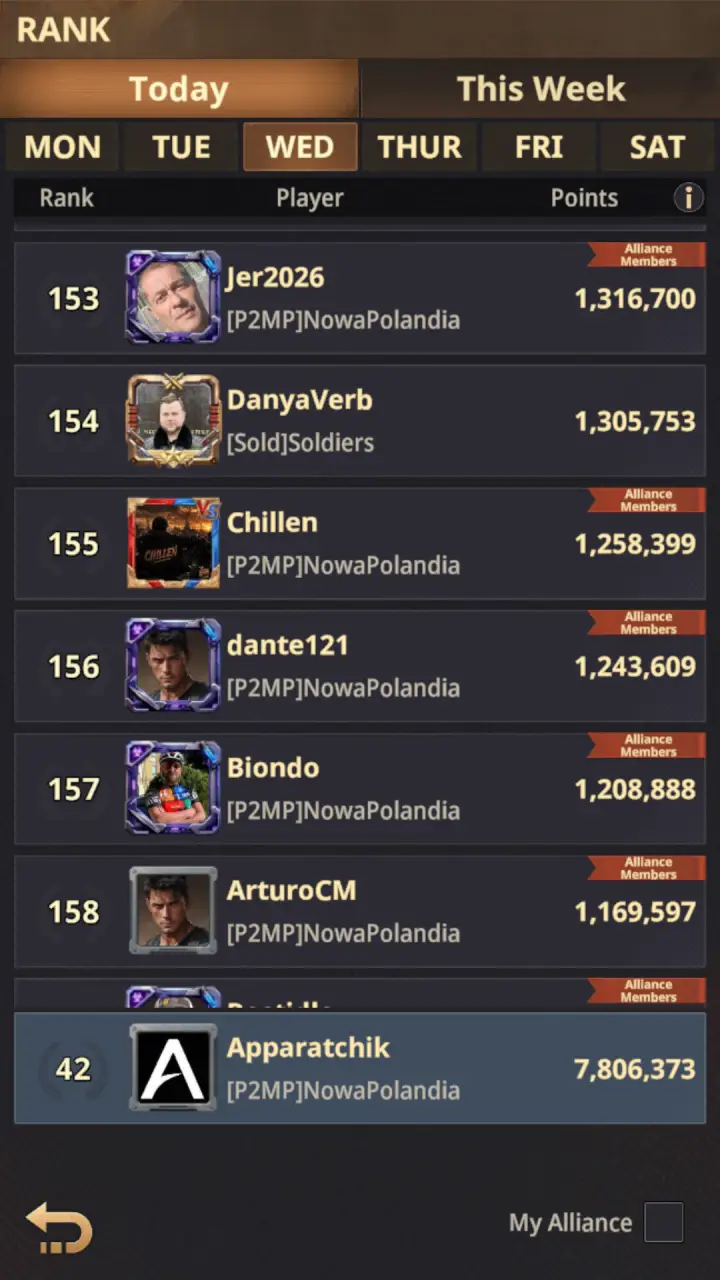 RANK
Today
This Week
MON
TUE
WED
THUR
FRI
SAT
Rank
Player
Points
i
Alliance
Members
153
Jer2026
[P2MP]NowaPolandia
1,316,700
154
DanyaVerb
[Sold]Soldiers
1,305,753
Alliance
Members
155
VS
CHILLEN
Chillen
[P2MP]NowaPolandia
1,258,399
Alliance
Members
156
dante121
[P2MP]NowaPolandia
1,243,609
Alliance
Members
157
Biondo
[P2MP]NowaPolandia
1,208,888
Alliance
Members
158
ArturoCM
[P2MP]NowaPolandia
1,169,597
Alliance
Members
42
Apparatchik
[P2MP]NowaPolandia
7,806,373
My Alliance